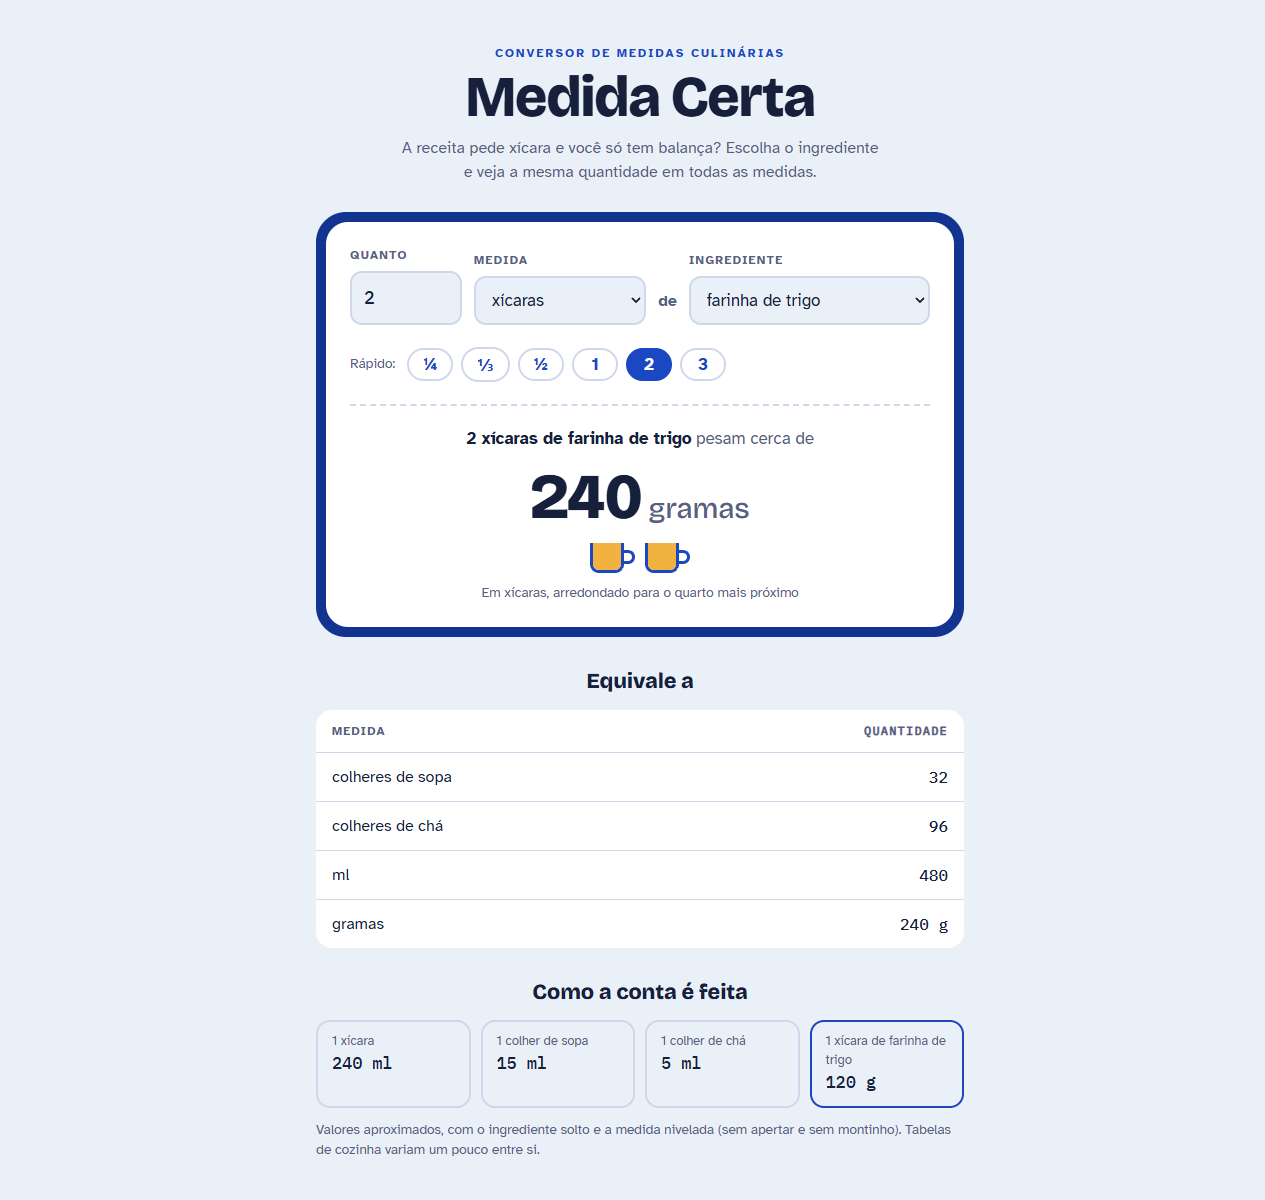 CONVERSOR DE MEDIDAS CULINÁRIAS
Medida Certa
A receita pede xícara e você só tem balança? Escolha o ingrediente
e veja a mesma quantidade em todas as medidas.
QUANTO
MEDIDA
INGREDIENTE
2
xícaras
de
farinha de trigo
Rápido:
¼
⅓
½
1
2
3
2 xícaras de farinha de trigo pesam cerca de
240 gramas
Em xícaras, arredondado para o quarto mais próximo
Equivale a
MEDIDA
QUANTIDADE
colheres de sopa
32
colheres de chá
96
ml
480
gramas
240 g
Como a conta é feita
1 xícara
240 ml
1 colher de sopa
15 ml
1 colher de chá
5 ml
1 xícara de farinha de
trigo
120 g
Valores aproximados, com o ingrediente solto e a medida nivelada (sem apertar e sem montinho). Tabelas
de cozinha variam um pouco entre si.